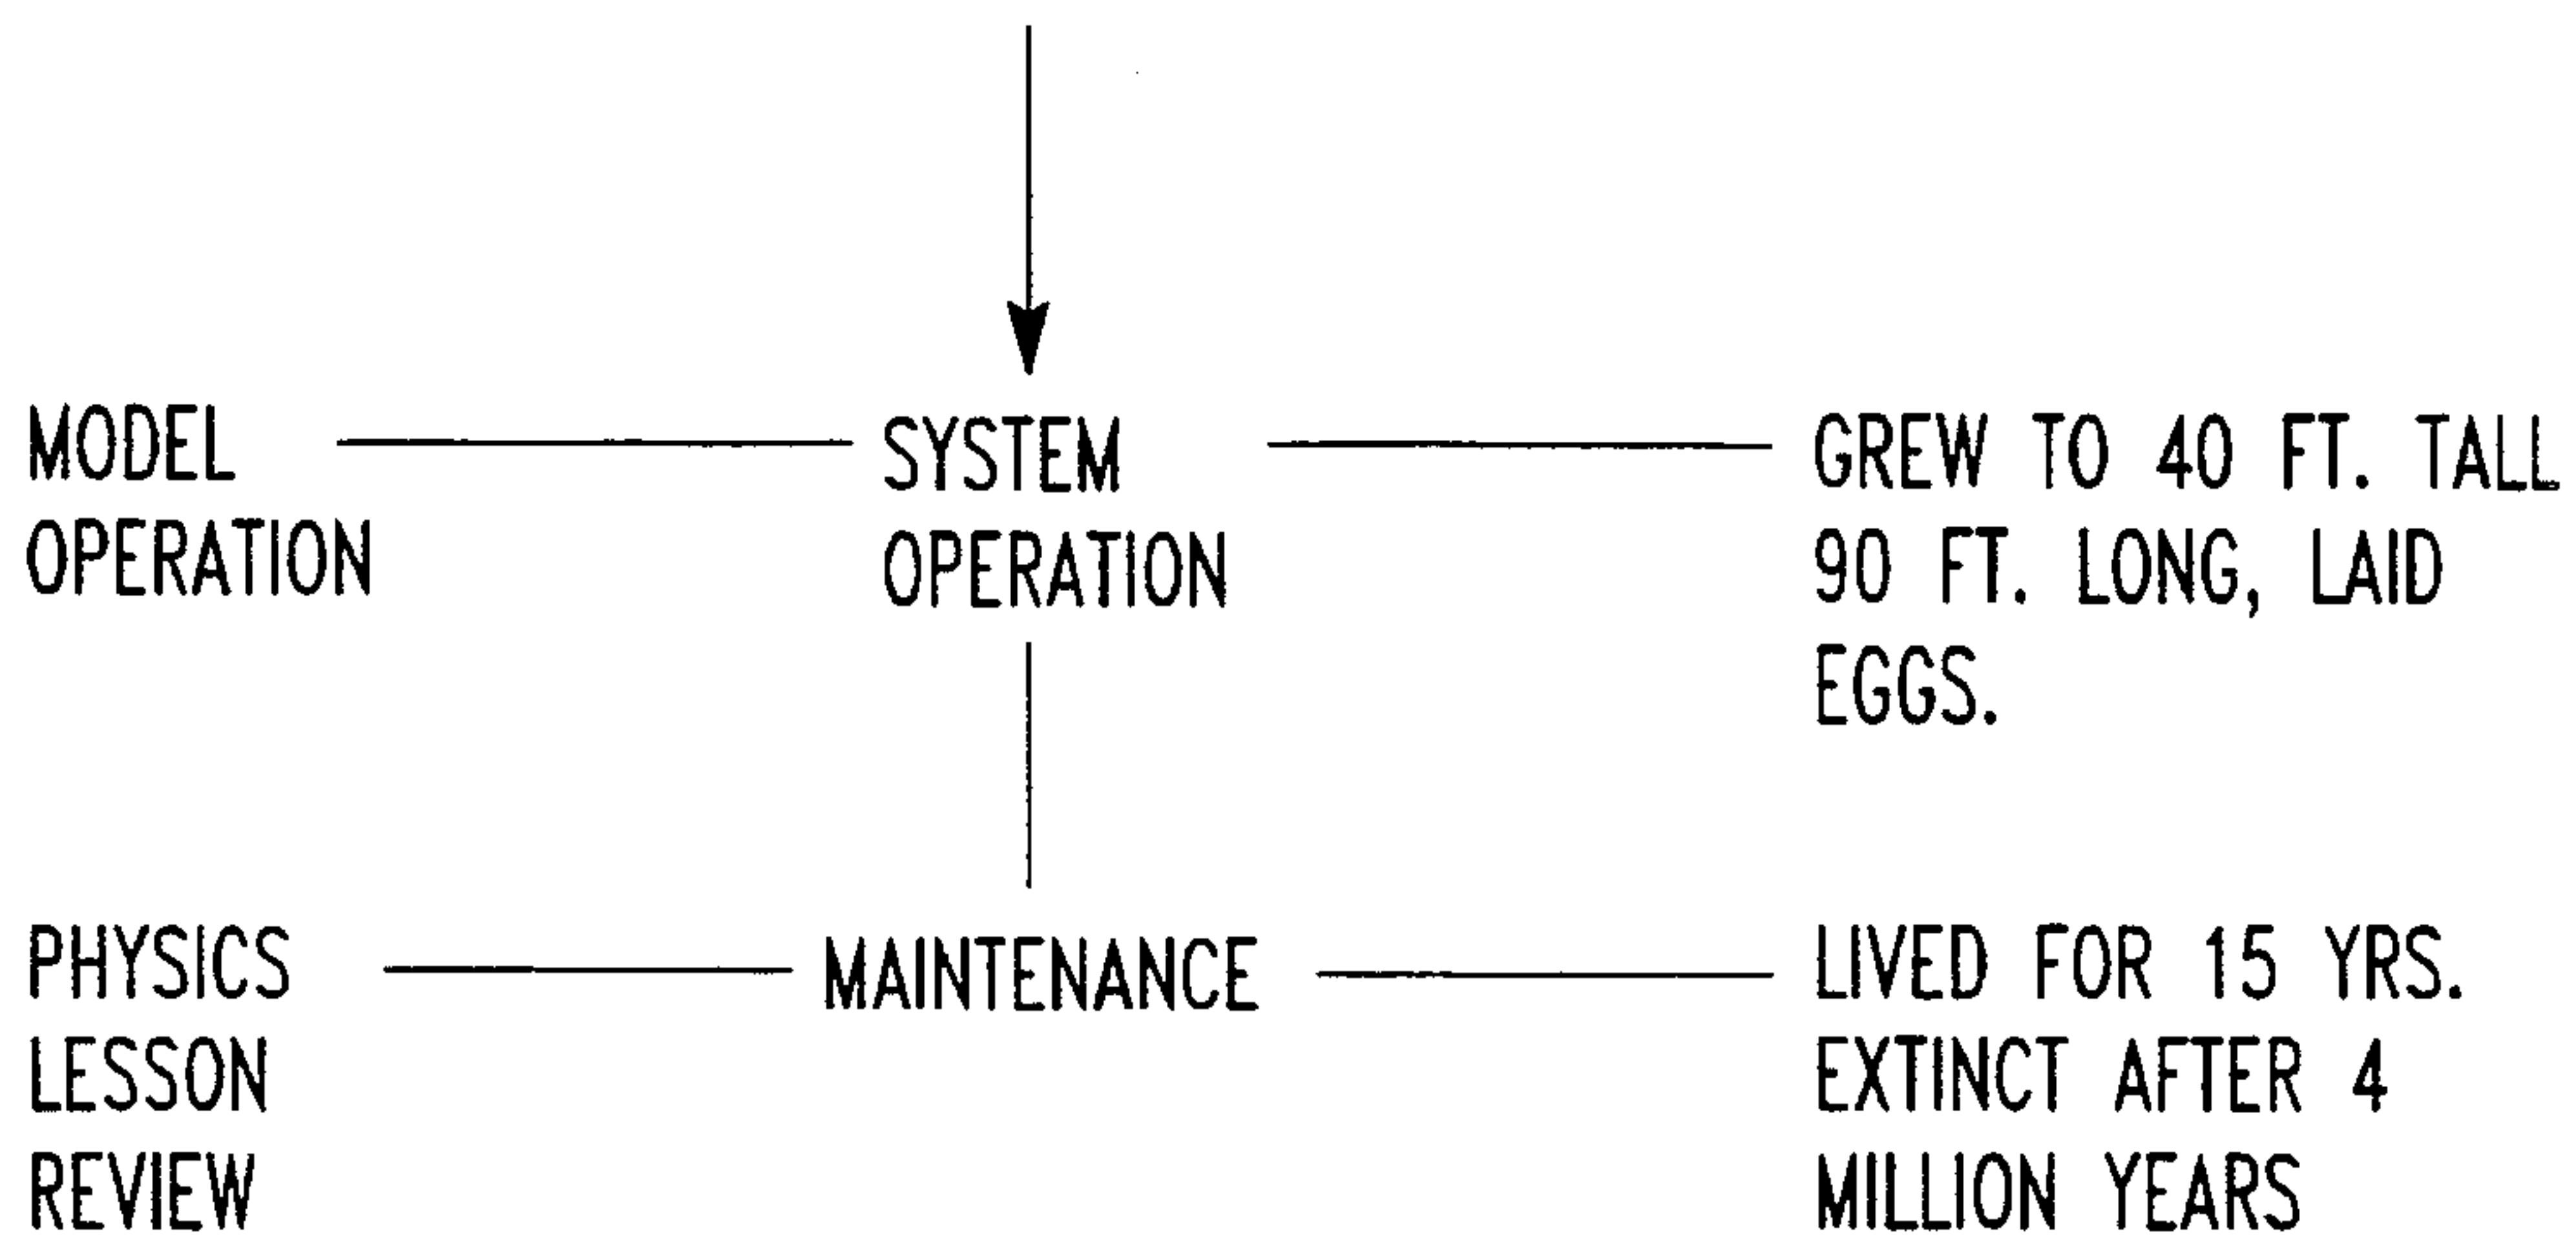 MODEL
OPERATION
SYSTEM
OPERATION
GREW TO 40 FT. TALL
90 FT. LONG, LAID
EGGS.
PHYSICS
LESSON
REVIEW
MAINTENANCE
LIVED FOR 15 YRS.
EXTINCT AFTER 4
MILLION YEARS